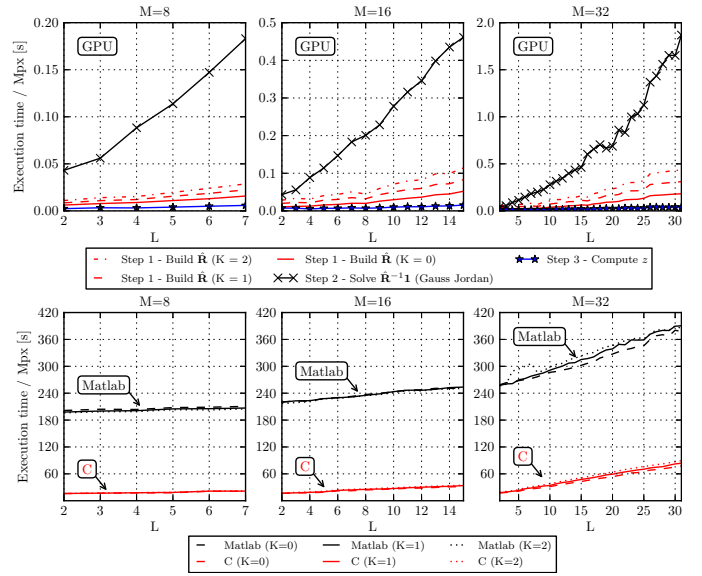 M=8 M=16 M=32
Execution time / Mpx [s]
GPU GPU GPU
0.20 0.5 2.0
0.15 0.4 1.5
0.3
0.10 1.0
0.2
0.05 0.1 0.5
0.00 0.0 0.0
2 3 4 5 6 7 2 4 6 8 10 12 14 5 10 15 20 25 30
L L L
Step 1 - Build R̂ (K = 2) Step 1 - Build R̂ (K = 0) Step 3 - Compute z
Step 1 - Build R̂ (K = 1) Step 2 - Solve R̂⁻¹1 (Gauss Jordan)
M=8 M=16 M=32
Execution time / Mpx [s]
420 420 420
360 360 360
Matlab
300 300 300
Matlab
240 240 240
Matlab
180 180 180
120 120 120
C C C
60 60 60
2 3 4 5 6 7 2 4 6 8 10 12 14 5 10 15 20 25 30
L L L
Matlab (K=0) Matlab (K=1) Matlab (K=2)
C (K=0) C (K=1) C (K=2)